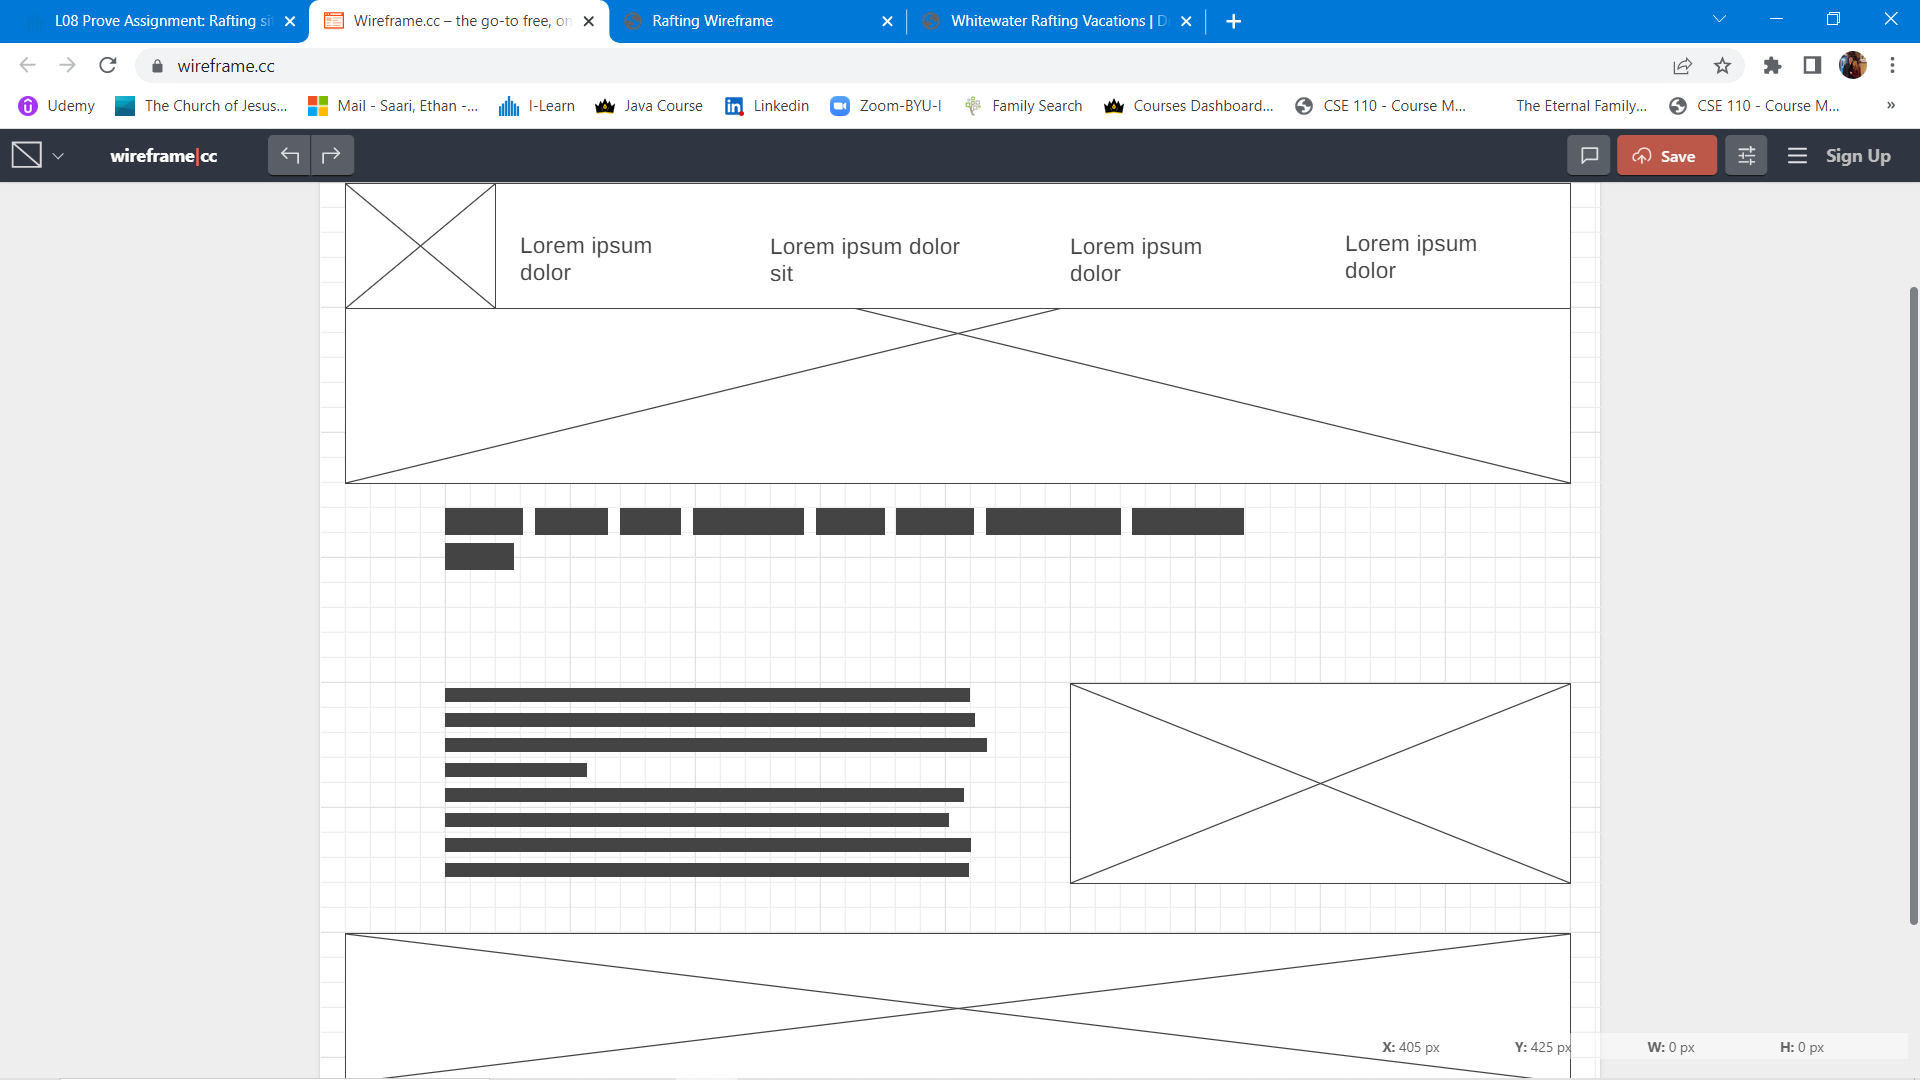 L08 Prove Assignment: Rafting si
Wireframe.cc – the go-to free, on
Rafting Wireframe
Whitewater Rafting Vacations | D
wireframe.cc
Udemy
The Church of Jesus...
Mail - Saari, Ethan -...
I-Learn
Java Course
Linkedin
Zoom-BYU-I
Family Search
Courses Dashboard...
CSE 110 - Course M...
The Eternal Family...
CSE 110 - Course M...
»
wireframe|cc
Save
Sign Up
Lorem ipsum
dolor
Lorem ipsum dolor
sit
Lorem ipsum
dolor
Lorem ipsum
dolor
X: 405 px
Y: 425 px
W: 0 px
H: 0 px